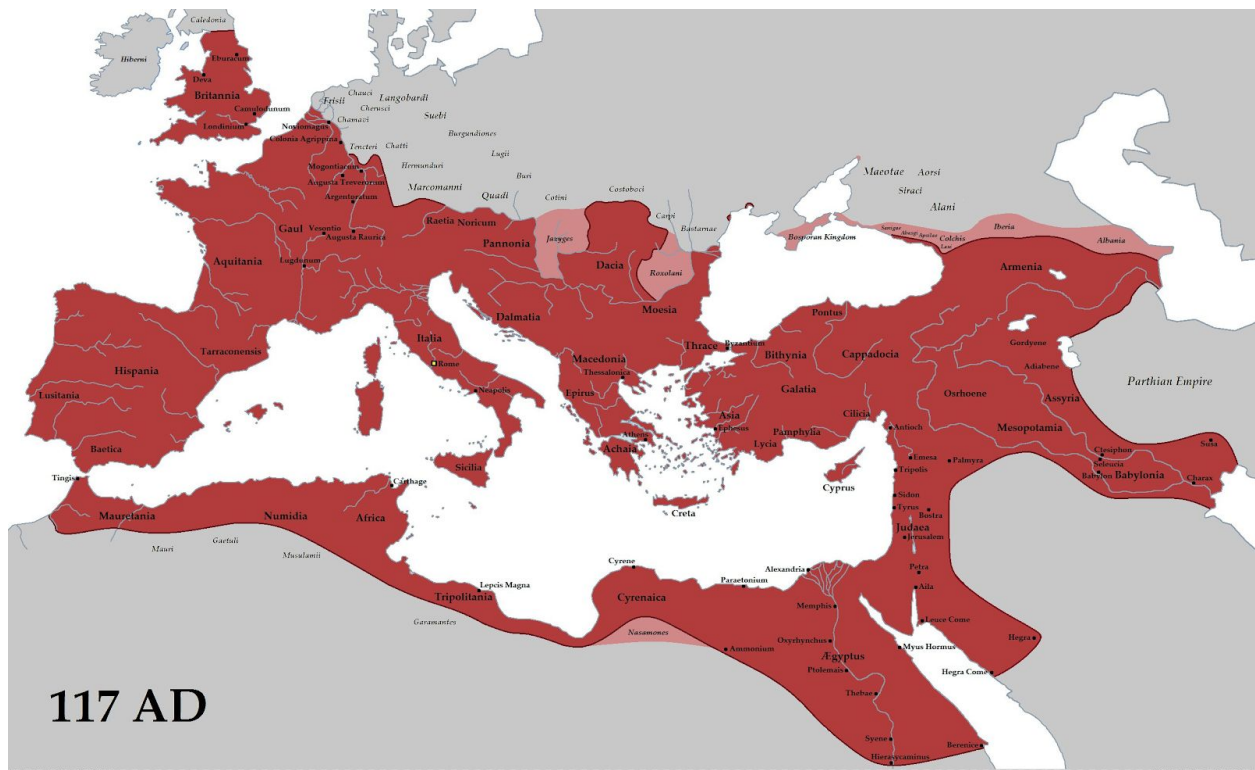 Caledonia
Hiberni
Eburacum
Deva
Britannia
Camulodunum
Londinium
Frisii
Chauci
Langobardi
Cherusci
Chamavi
Suebi
Noviomagus
Colonia Agrippina
Burgundiones
Tencteri
Chatti
Lugii
Mogontiacum
Hermunduri
Buri
Augusta Treverorum
Marcomanni
Quadi
Cotini
Costoboci
Argentoratum
Carpi
Bastarnae
Maeotae
Aorsi
Siraci
Alani
Gaul
Vesontio
Augusta Raurica
Raetia
Noricum
Pannonia
Jazyges
Dacia
Roxolani
Bosporan Kingdom
Sanigae
Abasgi
Apsilae
Colchis
Lazi
Iberia
Albania
Aquitania
Lugdunum
Armenia
Dalmatia
Moesia
Pontus
Italia
Rome
Tarraconensis
Hispania
Lusitania
Baetica
Neapolis
Macedonia
Thessalonica
Epirus
Thrace
Byzantium
Bithynia
Cappadocia
Galatia
Gordyene
Adiabene
Parthian Empire
Osrhoene
Assyria
Asia
Ephesus
Athens
Achaia
Lycia
Pamphylia
Cilicia
Antioch
Mesopotamia
Susa
Ctesiphon
Seleucia
Babylon
Babylonia
Charax
Sicilia
Tingis
Carthage
Emesa
Palmyra
Tripolis
Cyprus
Creta
Sidon
Tyrus
Bostra
Judaea
Jerusalem
Mauretania
Numidia
Africa
Mauri
Gaetuli
Musulamii
Cyrene
Alexandria
Petra
Aila
Lepcis Magna
Tripolitania
Paraetonium
Cyrenaica
Memphis
Garamantes
Leuce Come
Nasamones
Oxyrhynchus
Ammonium
Ægyptus
Ptolemais
Myus Hormus
Hegra
Hegra Come
Thebae
Syene
Berenice
Hierasycaminus
117 AD